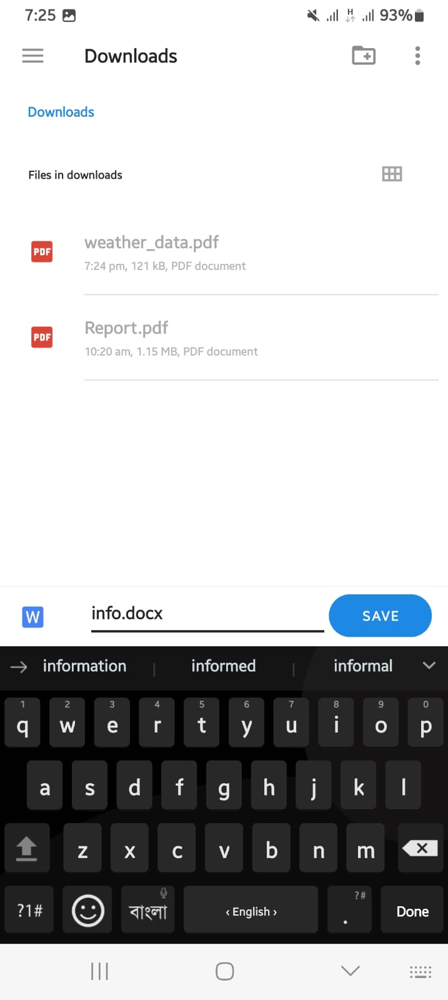 7:25 H 93%
Downloads
Downloads
Files in downloads
PDF weather_data.pdf
7:24 pm, 121 kB, PDF document
PDF Report.pdf
10:20 am, 1.15 MB, PDF document
W info.docx SAVE
information | informed | informal
1 2 3 4 5 6 7 8 9 0
q w e r t y u i o p
a s d f g h j k l
z x c v b n m
?1# বাংলা ‹ English › ?# . Done